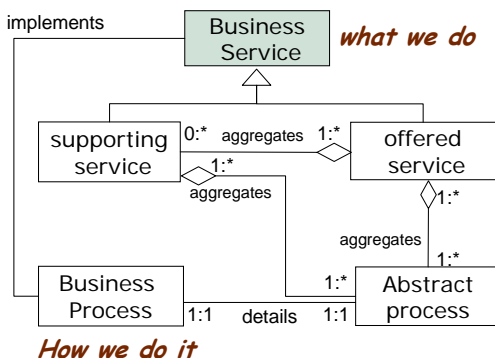 implements
Business
Service
what we do
supporting
service
0:*
aggregates
1:*
offered
service
1:*
aggregates
1:*
aggregates
1:*
1:*
Business
Process
1:1
details
1:1
Abstract
process
How we do it